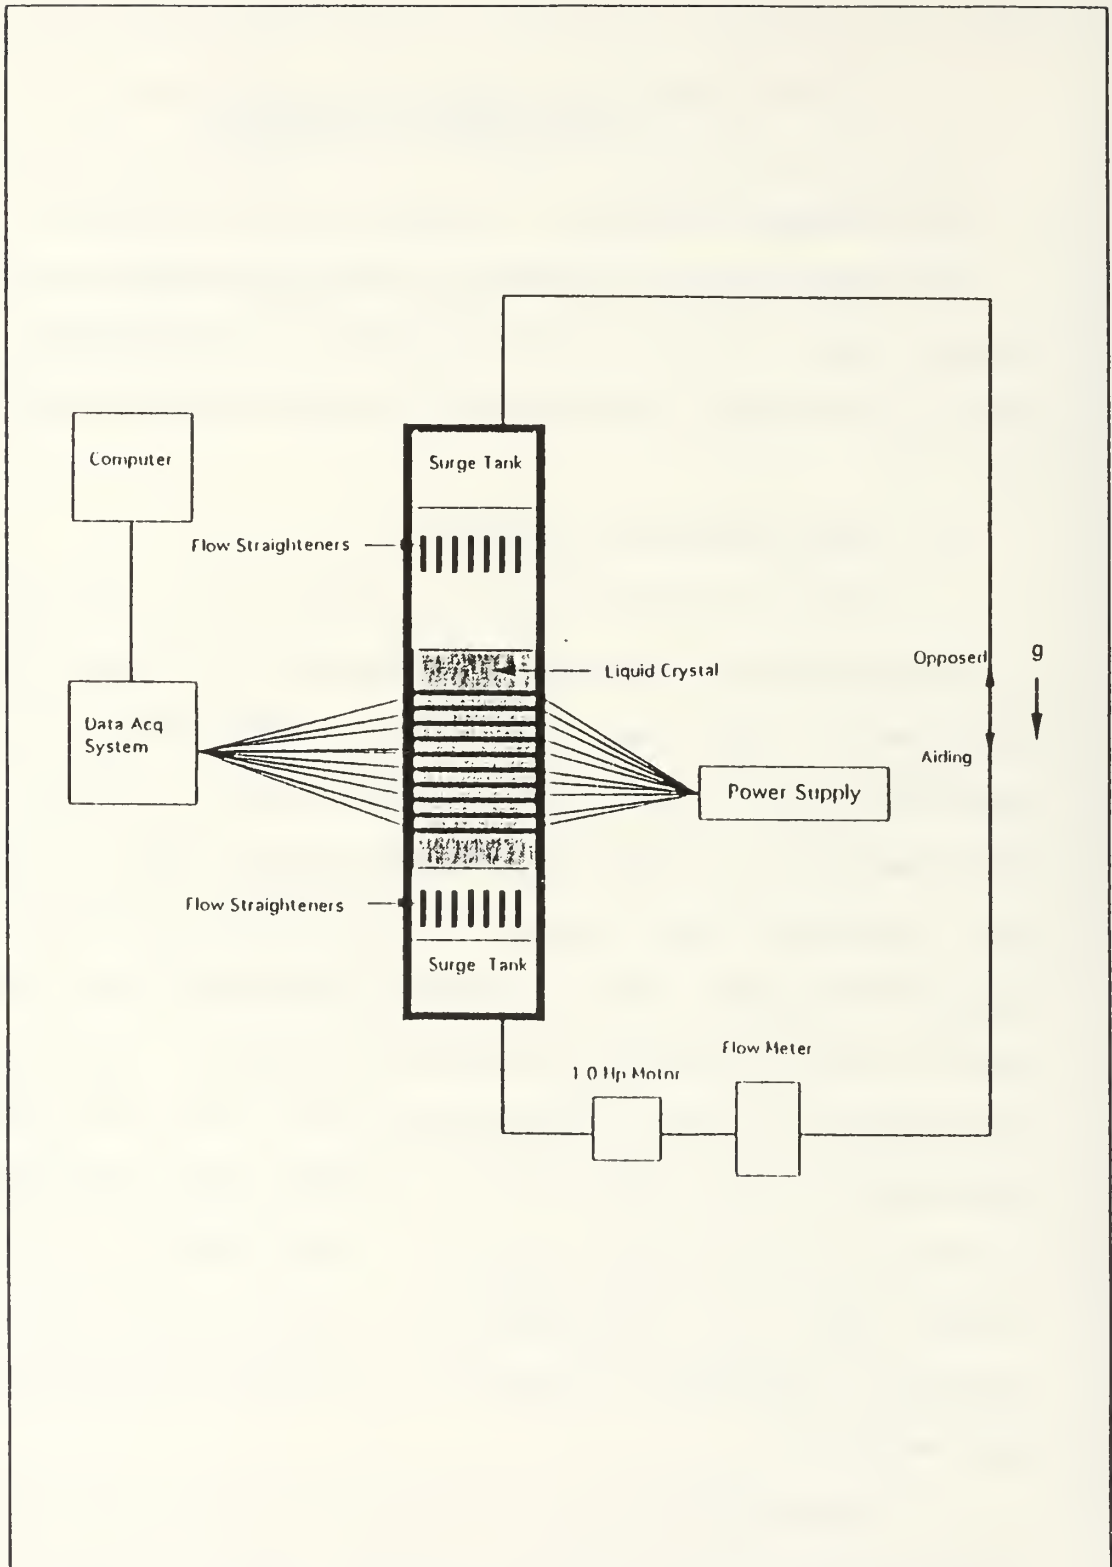 Computer
Surge Tank
Flow Straighteners
Opposed
g
Liquid Crystal
Data Acq
System
Aiding
Power Supply
Flow Straighteners
Surge Tank
Flow Meter
1.0 Hp Motor